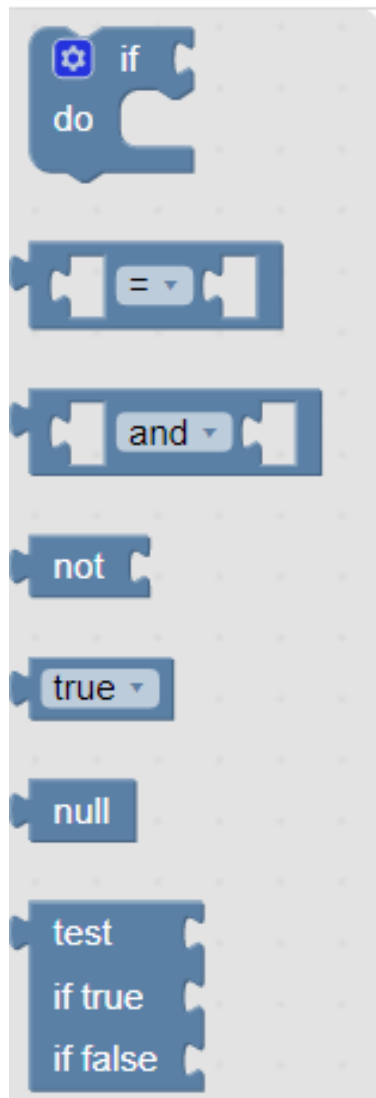 if
do
=
and
not
true
null
test
if true
if false